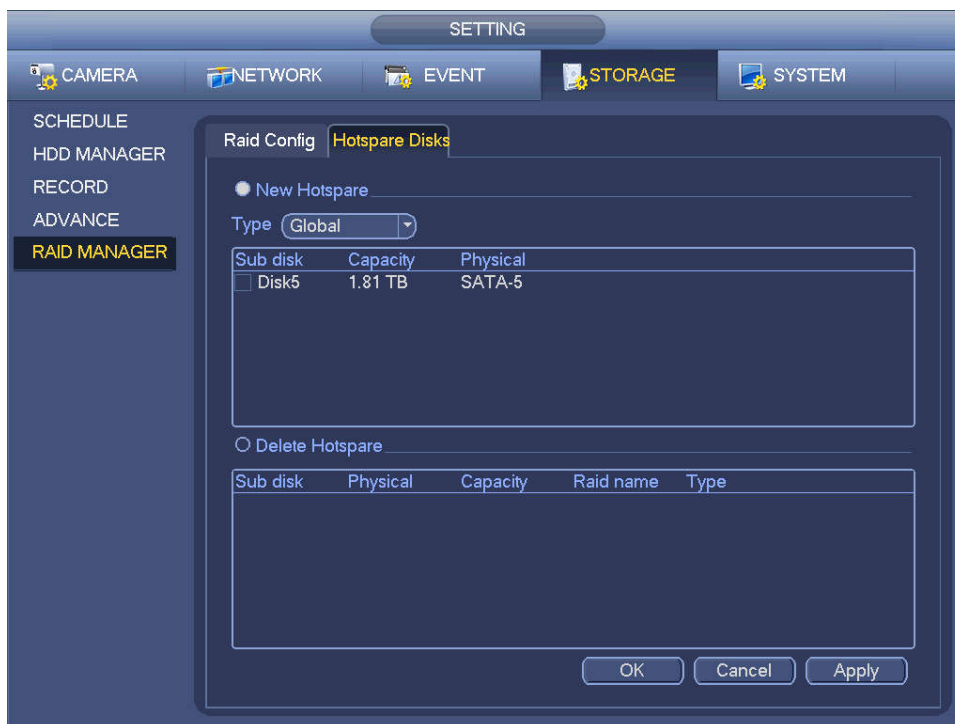 SETTING
CAMERA NETWORK EVENT STORAGE SYSTEM
SCHEDULE
HDD MANAGER
RECORD
ADVANCE
RAID MANAGER
Raid Config Hotspare Disks
New Hotspare
Type Global
Sub disk Capacity Physical
Disk5 1.81 TB SATA-5
Delete Hotspare
Sub disk Physical Capacity Raid name Type
OK Cancel Apply